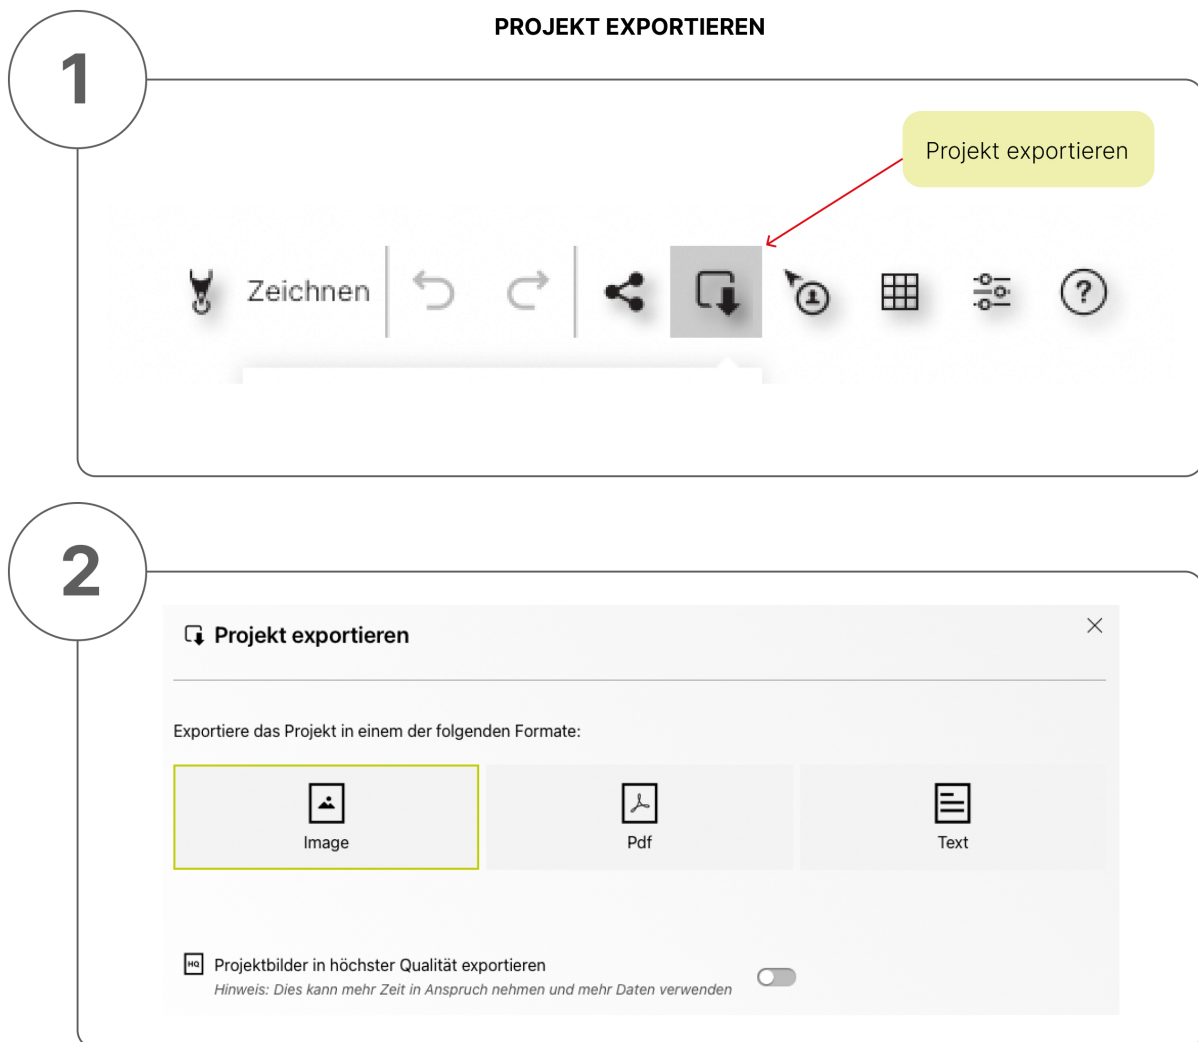 PROJEKT EXPORTIEREN
1
Projekt exportieren
Zeichnen
?
2
Projekt exportieren
Exportiere das Projekt in einem der folgenden Formate:
Image
Pdf
Text
HQ
Projektbilder in höchster Qualität exportieren
Hinweis: Dies kann mehr Zeit in Anspruch nehmen und mehr Daten verwenden